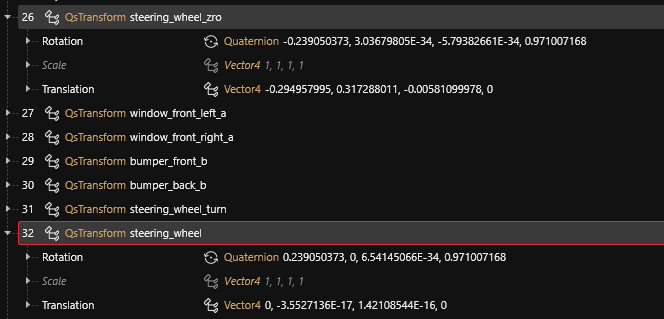 26 QsTransform steering_wheel_zro
Rotation Quaternion -0.239050373, 3.03679805E-34, -5.79382661E-34, 0.971007168
Scale Vector4 1, 1, 1, 1
Translation Vector4 -0.294957995, 0.317288011, -0.00581099978, 0
27 QsTransform window_front_left_a
28 QsTransform window_front_right_a
29 QsTransform bumper_front_b
30 QsTransform bumper_back_b
31 QsTransform steering_wheel_turn
32 QsTransform steering_wheel
Rotation Quaternion 0.239050373, 0, 6.54145066E-34, 0.971007168
Scale Vector4 1, 1, 1, 1
Translation Vector4 0, -3.5527136E-17, 1.42108544E-16, 0